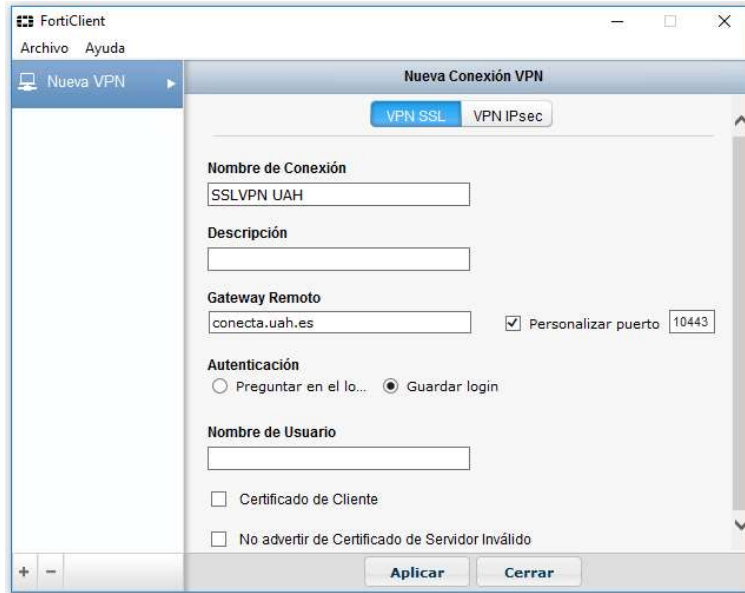 FortiClient
Archivo Ayuda
Nueva VPN
Nueva Conexión VPN
VPN SSL VPN IPsec
Nombre de Conexión
SSLVPN UAH
Descripción
Gateway Remoto
conecta.uah.es Personalizar puerto 10443
Autenticación
Preguntar en el lo... Guardar login
Nombre de Usuario
Certificado de Cliente
No advertir de Certificado de Servidor Inválido
Aplicar Cerrar